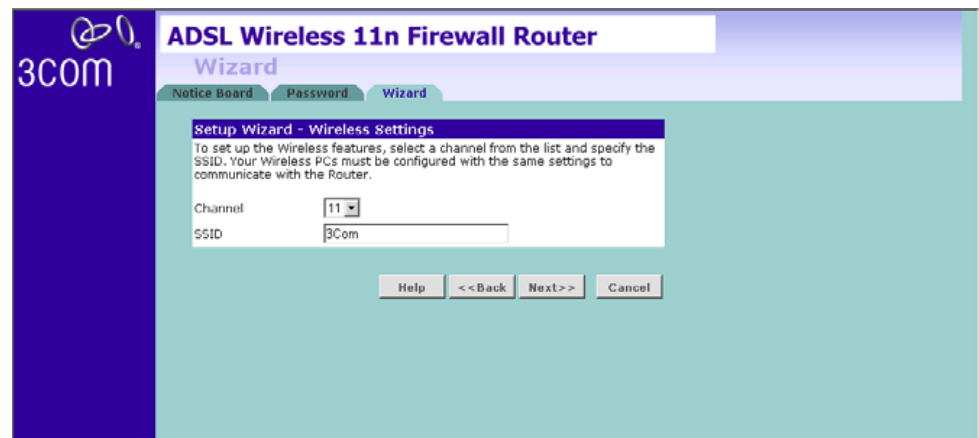 3COM
ADSL Wireless 11n Firewall Router
Wizard
Notice Board Password Wizard
Setup Wizard - Wireless Settings
To set up the Wireless features, select a channel from the list and specify the
SSID. Your Wireless PCs must be configured with the same settings to
communicate with the Router.
Channel 11
SSID 3Com
Help <<Back Next>> Cancel